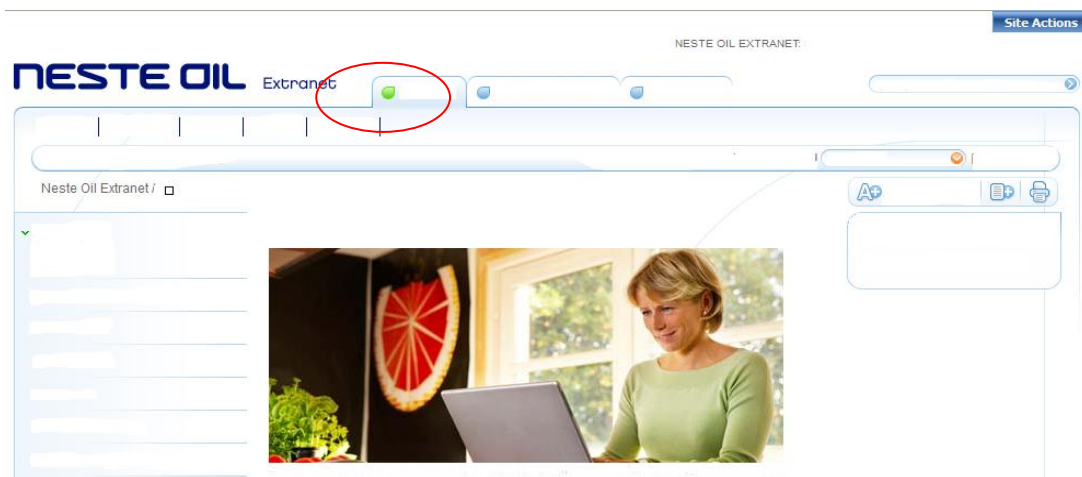 Site Actions
NESTE OIL EXTRANET:
NESTE OIL Extranet
Neste Oil Extranet /
A